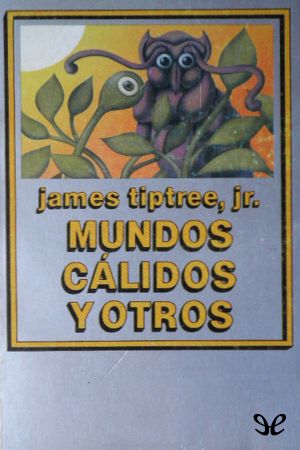 james tiptree, jr.
MUNDOS
CÁLIDOS
Y OTROS